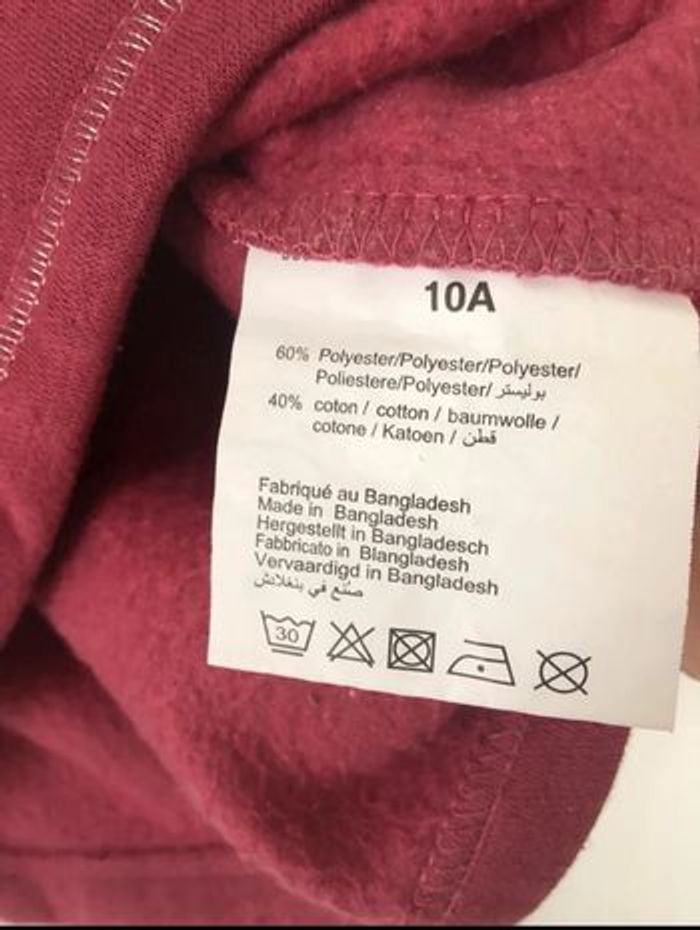 10A
60% Polyester/Polyester/Polyester/
Poliestere/Polyester/ بوليستر
40% coton / cotton / baumwolle /
cotone / Katoen / قطن
Fabriqué au Bangladesh
Made in Bangladesh
Hergestellt in Bangladesch
Fabbricato in Blangladesh
Vervaardigd in Bangladesh
صنع في بنغلادش
30